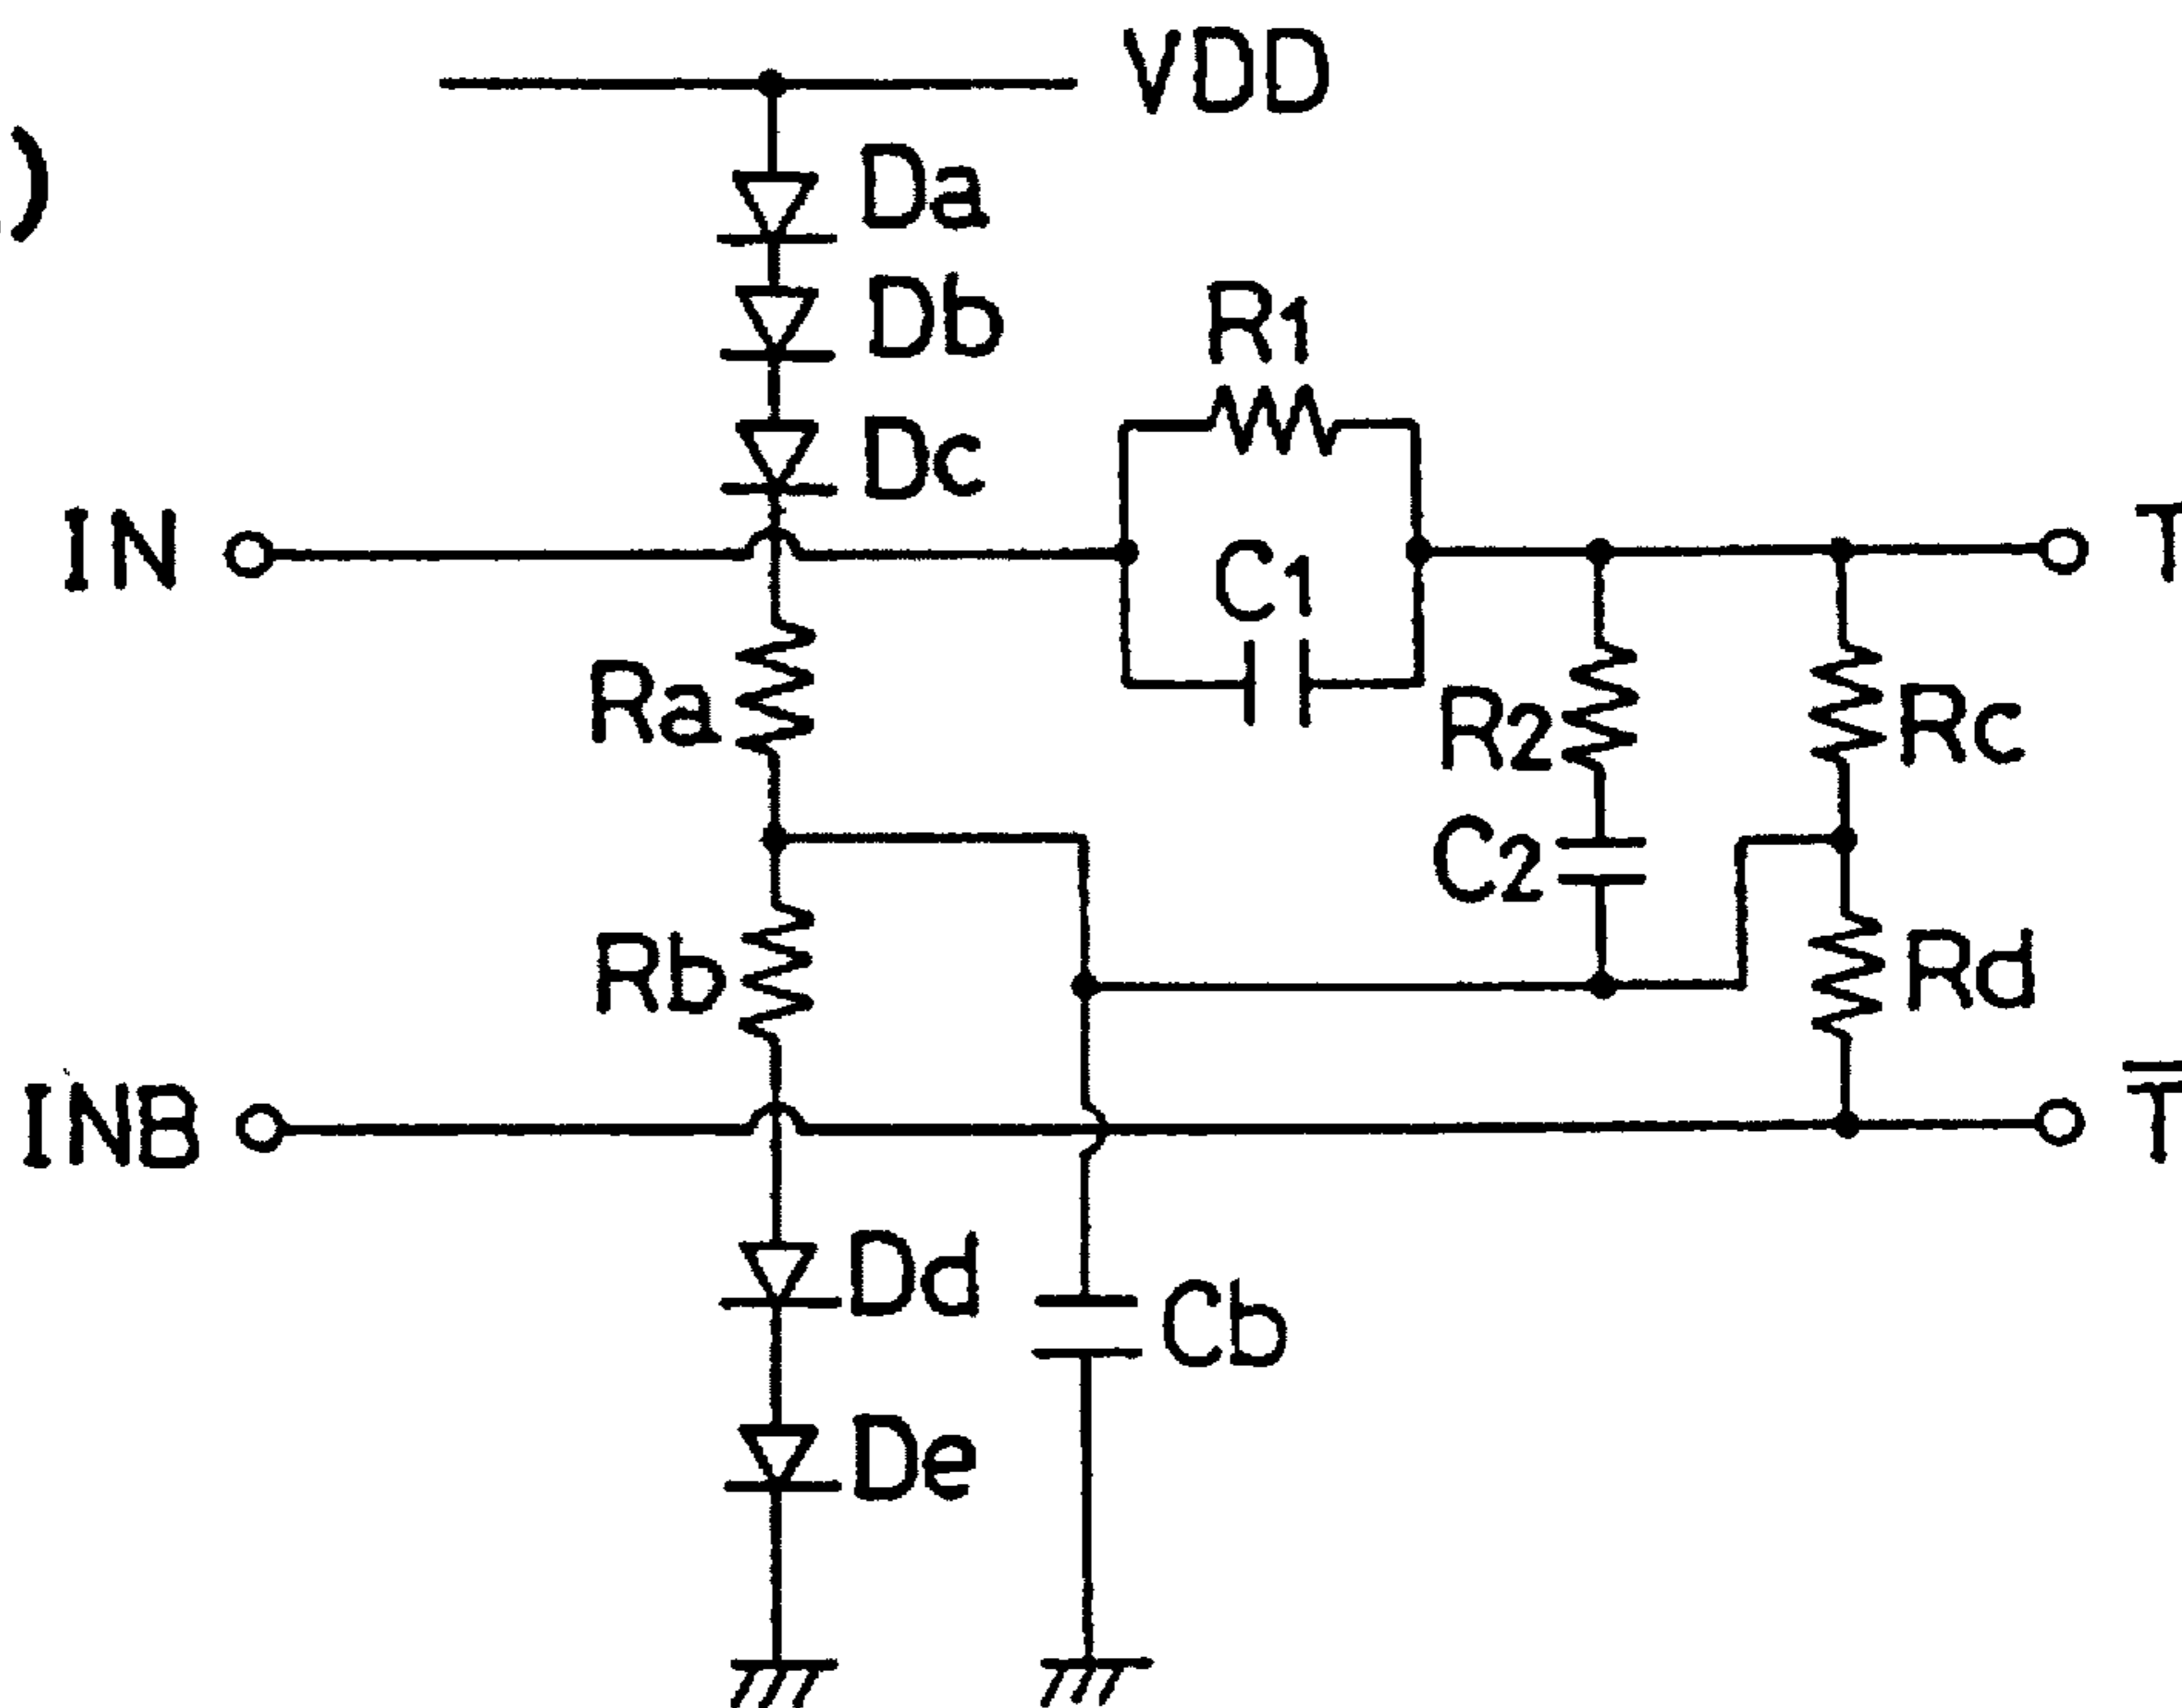 VDD
)
Da
Db
R1
Dc
IN
C1
T
Ra
R2
Rc
C2
Rb
Rd
INB
T̅
Dd
Cb
De